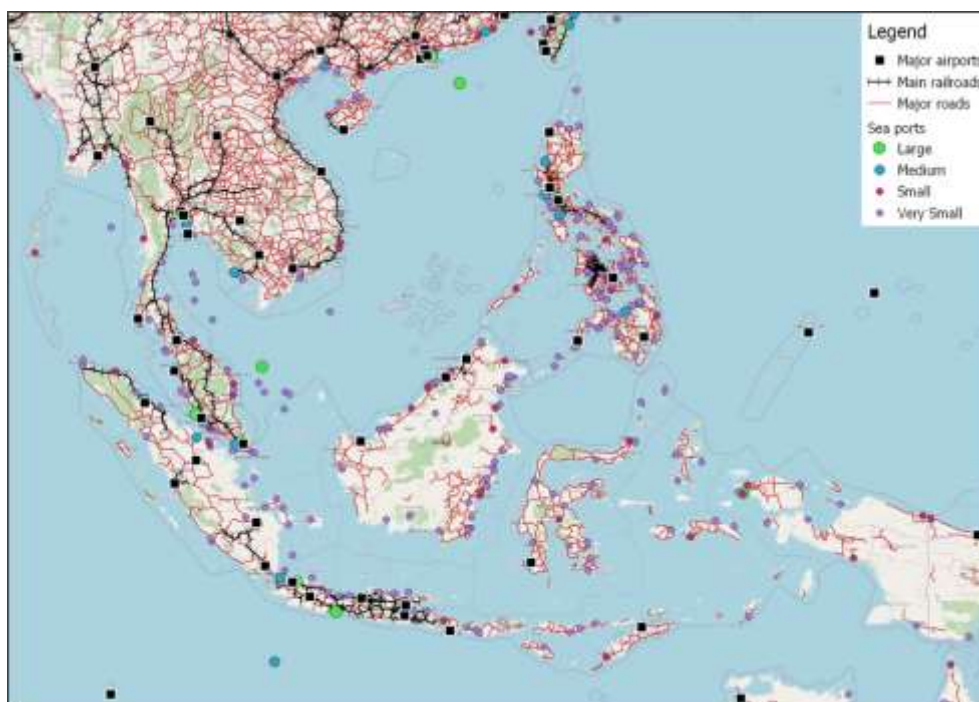 Legend
Major airports
Main railroads
Major roads
Sea ports
Large
Medium
Small
Very Small